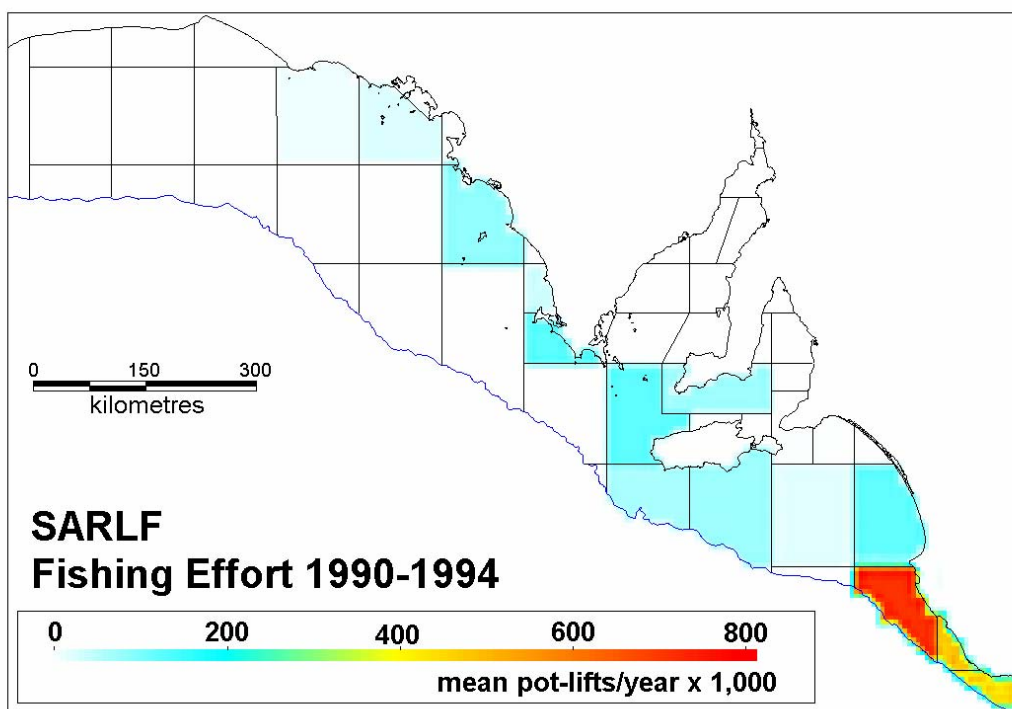 0 150 300
kilometres
SARLF
Fishing Effort 1990-1994
0 200 400 600 800
mean pot-lifts/year x 1,000